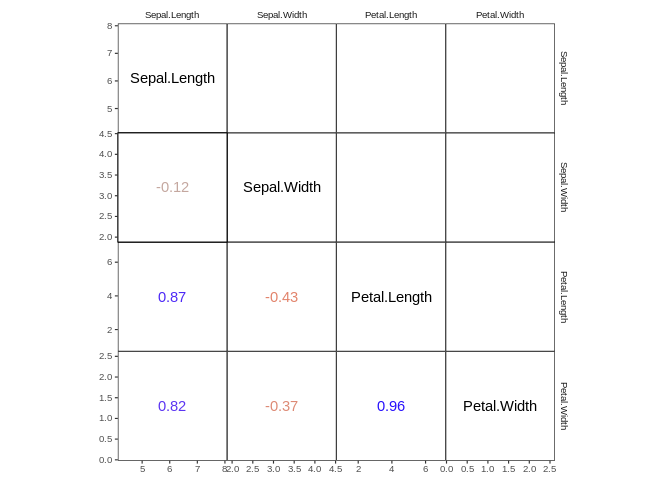 Sepal.Length Sepal.Width Petal.Length Petal.Width
8
7
6
5
Sepal.Length
Sepal.Length
4.5
4.0
3.5
3.0
2.5
2.0
-0.12 Sepal.Width
Sepal.Width
6
4
2
0.87 -0.43 Petal.Length
Petal.Length
2.5
2.0
1.5
1.0
0.5
0.0
0.82 -0.37 0.96 Petal.Width
Petal.Width
5 6 7 8 2.0 2.5 3.0 3.5 4.0 4.5 2 4 6 0.0 0.5 1.0 1.5 2.0 2.5